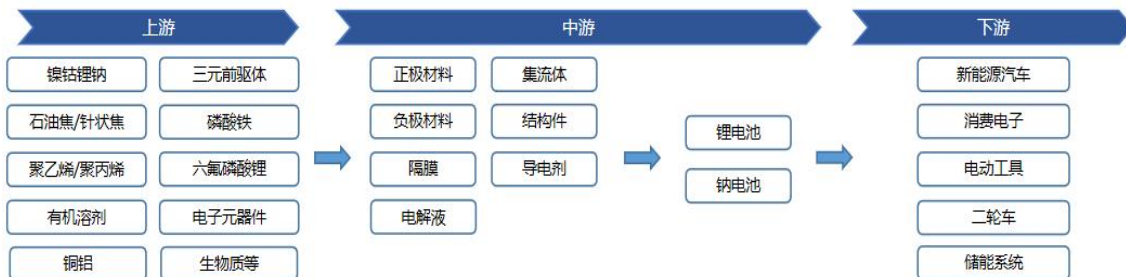 上游
中游
下游
镍钴锂钠
三元前驱体
石油焦/针状焦
磷酸铁
聚乙烯/聚丙烯
六氟磷酸锂
有机溶剂
电子元器件
铜铝
生物质等
正极材料
集流体
负极材料
结构件
隔膜
导电剂
电解液
锂电池
钠电池
新能源汽车
消费电子
电动工具
二轮车
储能系统